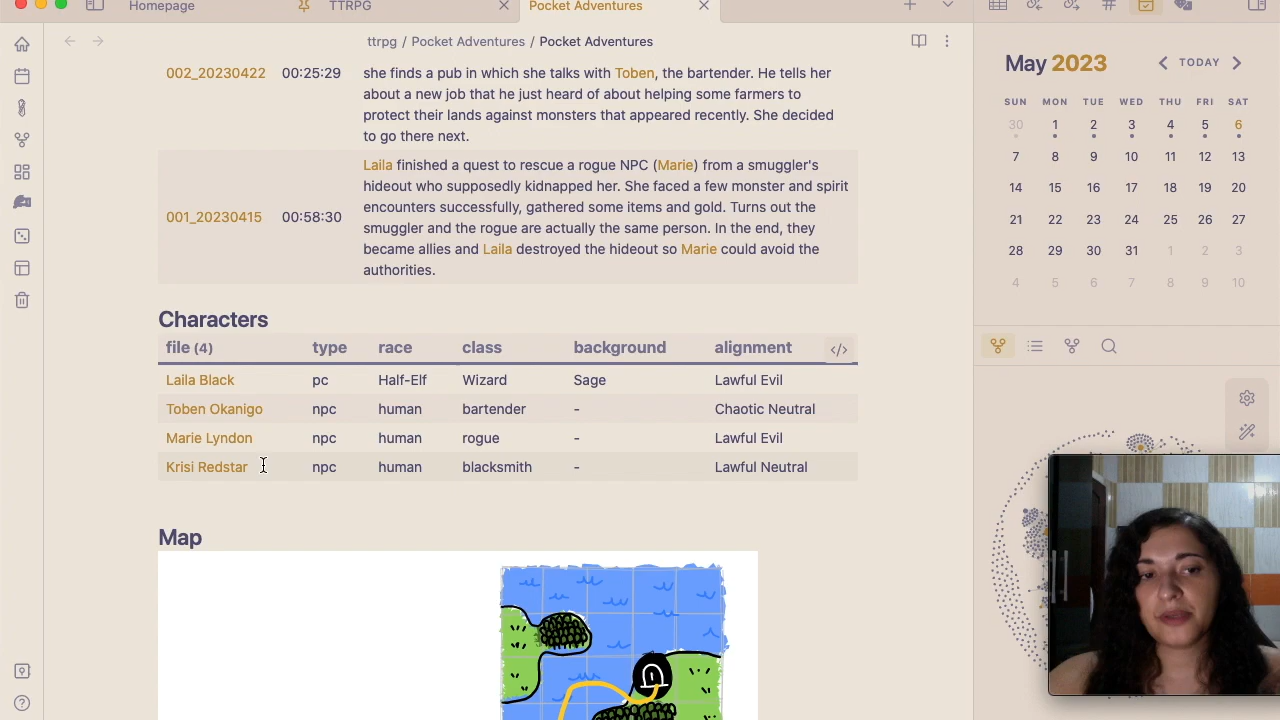 Homepage
TTRPG
Pocket Adventures
ttrpg / Pocket Adventures / Pocket Adventures
002_20230422 00:25:29
she finds a pub in which she talks with Toben, the bartender. He tells her
about a new job that he just heard of about helping some farmers to
protect their lands against monsters that appeared recently. She decided
to go there next.
001_20230415 00:58:30
Laila finished a quest to rescue a rogue NPC (Marie) from a smuggler's
hideout who supposedly kidnapped her. She faced a few monster and spirit
encounters successfully, gathered some items and gold. Turns out the
smuggler and the rogue are actually the same person. In the end, they
became allies and Laila destroyed the hideout so Marie could avoid the
authorities.
Characters
file (4) type race class background alignment </>
Laila Black pc Half-Elf Wizard Sage Lawful Evil
Toben Okanigo npc human bartender - Chaotic Neutral
Marie Lyndon npc human rogue - Lawful Evil
Krisi Redstar npc human blacksmith - Lawful Neutral
Map
May 2023 TODAY
SUN MON TUE WED THU FRI SAT
30 1 2 3 4 5 6
7 8 9 10 11 12 13
14 15 16 17 18 19 20
21 22 23 24 25 26 27
28 29 30 31 1 2 3
4 5 6 7 8 9 10